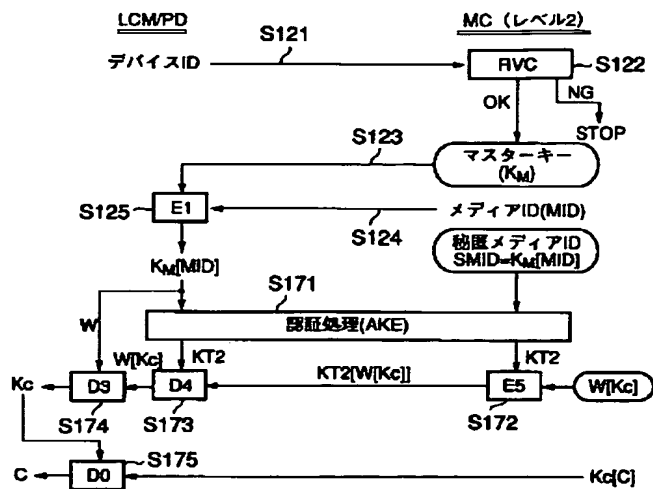 LCM/PD
MC (レベル2)
S121
デバイスID
RVC
S122
OK
NG
STOP
S123
マスターキー
(KM)
S125
E1
S124
メディアID(MID)
秘匿メディアID
SMID=KM[MID]
KM[MID]
S171
W
認証処理(AKE)
W[Kc]
KT2
KT2
Kc
D3
D4
KT2[W[Kc]]
E5
W[Kc]
S174
S173
S172
S175
C
D0
Kc[C]